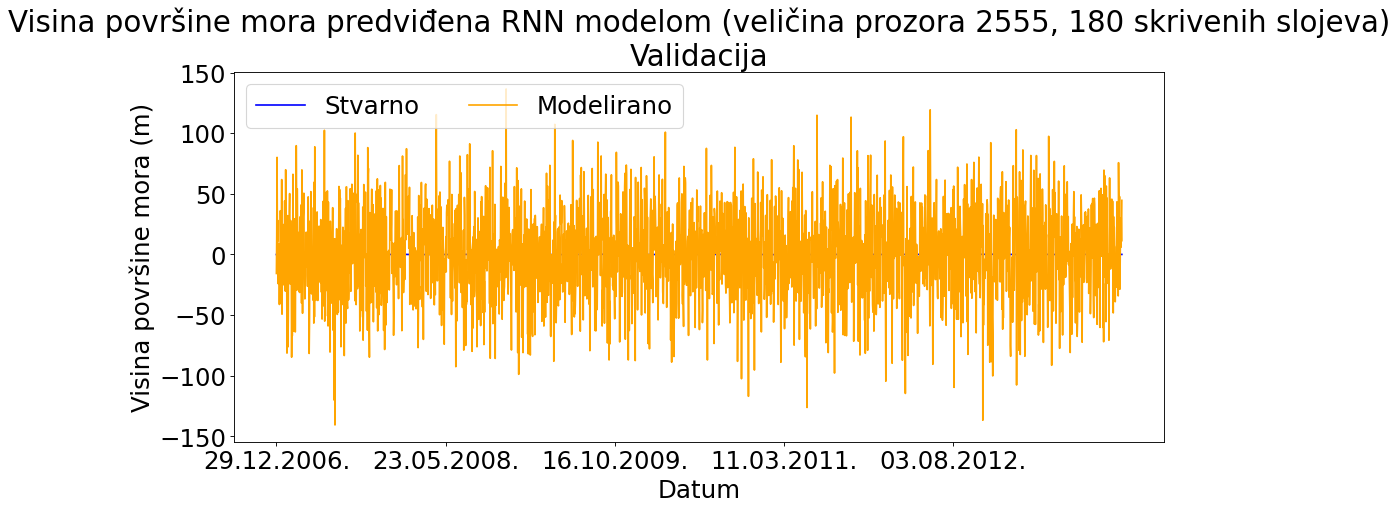 Visina površine mora predviđena RNN modelom (veličina prozora 2555, 180 skrivenih slojeva)
Validacija
Stvarno Modelirano
Visina površine mora (m)
150
100
50
0
−50
−100
−150
29.12.2006. 23.05.2008. 16.10.2009. 11.03.2011. 03.08.2012.
Datum